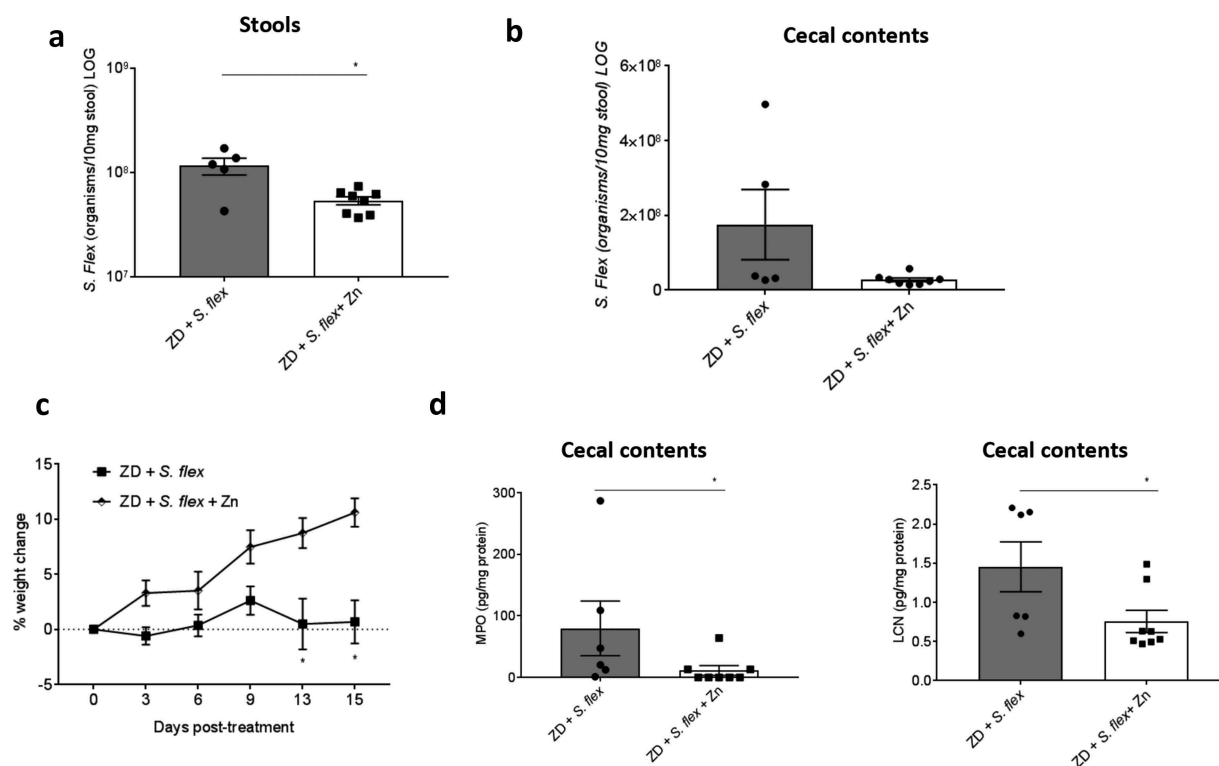 a
Stools
S. Flex (organisms/10mg stool) LOG
10⁹
10⁸
10⁷
*
ZD + S. flex
ZD + S. flex+ Zn
b
Cecal contents
S. Flex (organisms/10mg stool) LOG
6×10⁸
4×10⁸
2×10⁸
0
ZD + S. flex
ZD + S. flex+ Zn
c
% weight change
15
10
5
0
-5
ZD + S. flex
ZD + S. flex + Zn
* *
0 3 6 9 13 15
Days post-treatment
d
Cecal contents
MPO (pg/mg protein)
300
200
100
0
*
ZD + S. flex
ZD + S. flex + Zn
Cecal contents
LCN (pg/mg protein)
2.5
2.0
1.5
1.0
0.5
0.0
*
ZD + S. flex
ZD + S. flex+ Zn